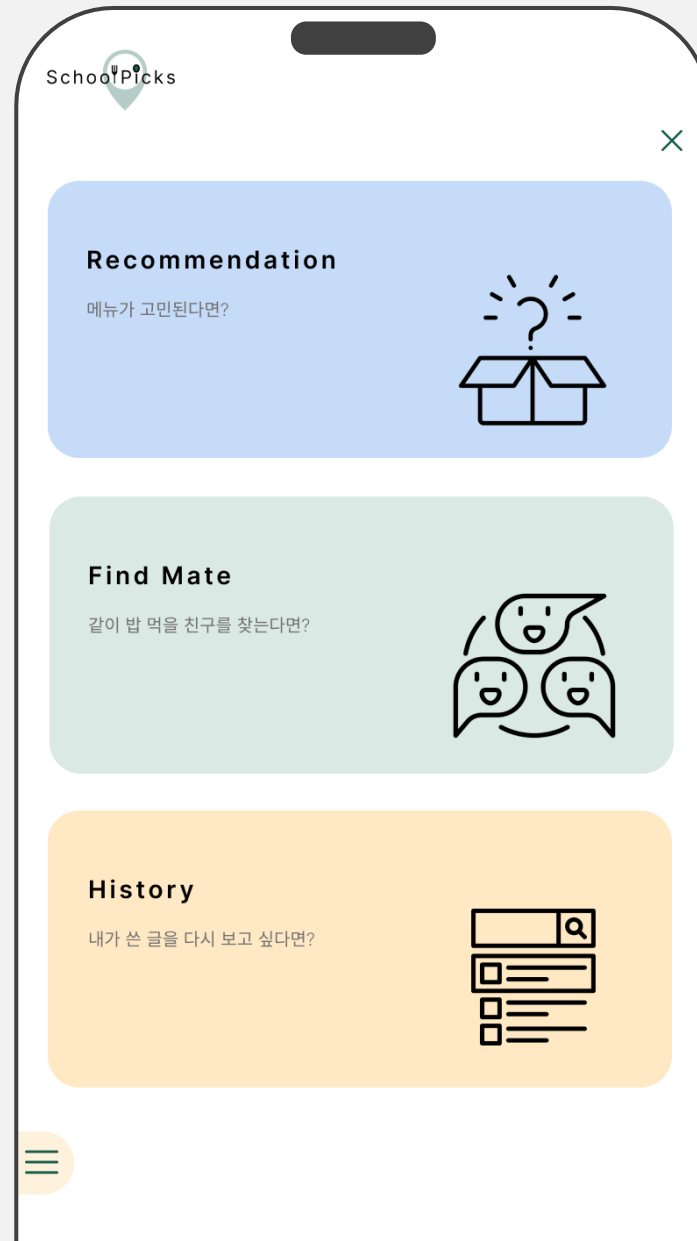 SchoolPicks
Recommendation
메뉴가 고민된다면?
Find Mate
같이 밥 먹을 친구를 찾는다면?
History
내가 쓴 글을 다시 보고 싶다면?